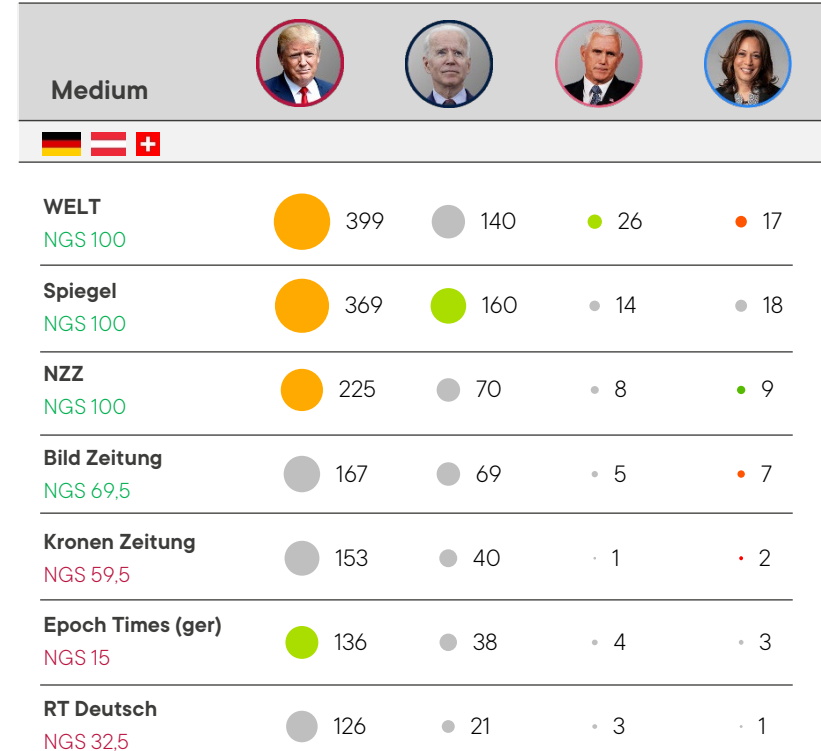 Medium
WELT
NGS 100
399 140 26 17
Spiegel
NGS 100
369 160 14 18
NZZ
NGS 100
225 70 8 9
Bild Zeitung
NGS 69,5
167 69 5 7
Kronen Zeitung
NGS 59,5
153 40 1 2
Epoch Times (ger)
NGS 15
136 38 4 3
RT Deutsch
NGS 32,5
126 21 3 1